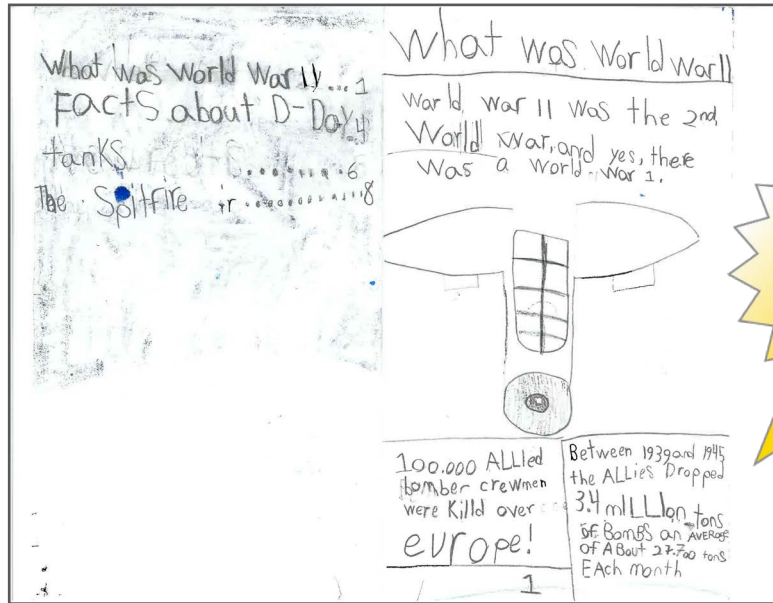 What was World War II ... 1
FACTS about D-Day. 4
tanks ........ 6
The Spitfire ............ 8
What was World War II
World war II was the 2nd
World war, and yes, there
was a world war 1.
100.000 ALLied
bomber crewmen
were Killd over
europe!
Between 1939 and 1945
the ALLies Dropped
3.4 miLLion tons
of BomBS an AVERAGE
OF ABout 27.700 tons
EAch month
1